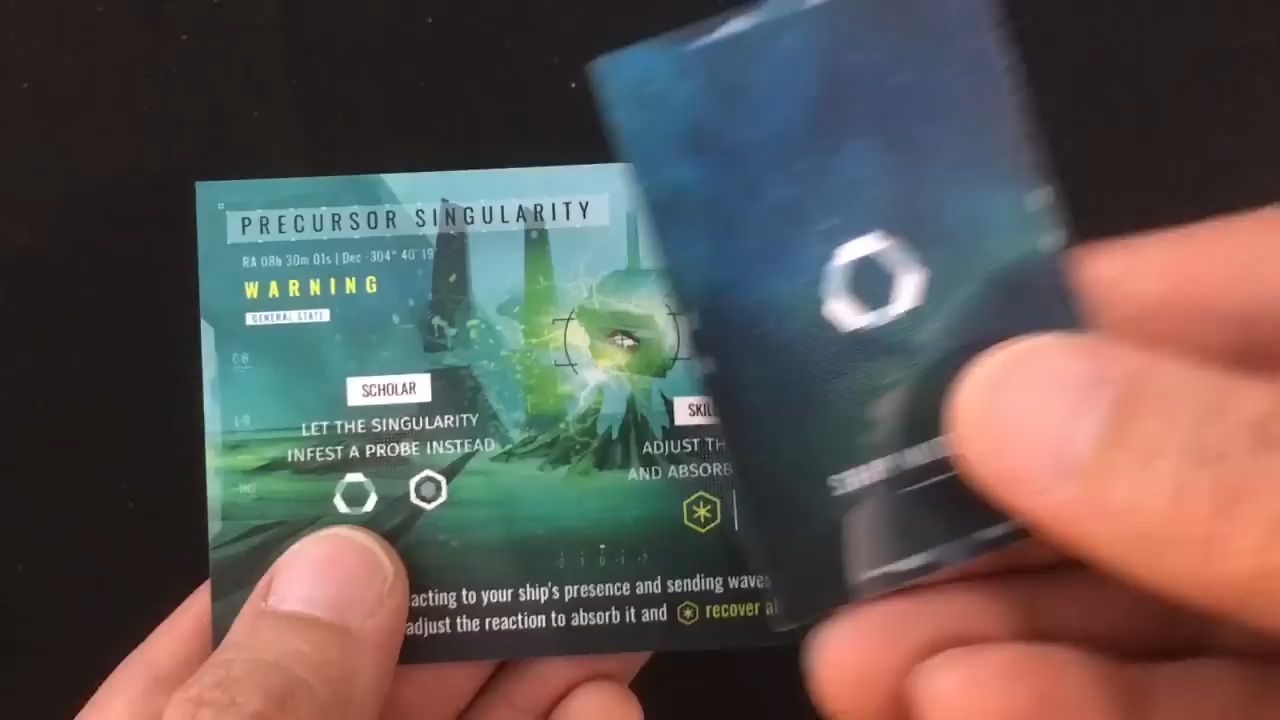 PRECURSOR SINGULARITY
RA 08h 30m 01s | Dec -304° 40' 19
WARNING
GENERAL STATE
SCHOLAR
LET THE SINGULARITY
INFEST A PROBE INSTEAD
SKIL
ADJUST TH
AND ABSORB
acting to your ship's presence and sending waves
adjust the reaction to absorb it and recover al